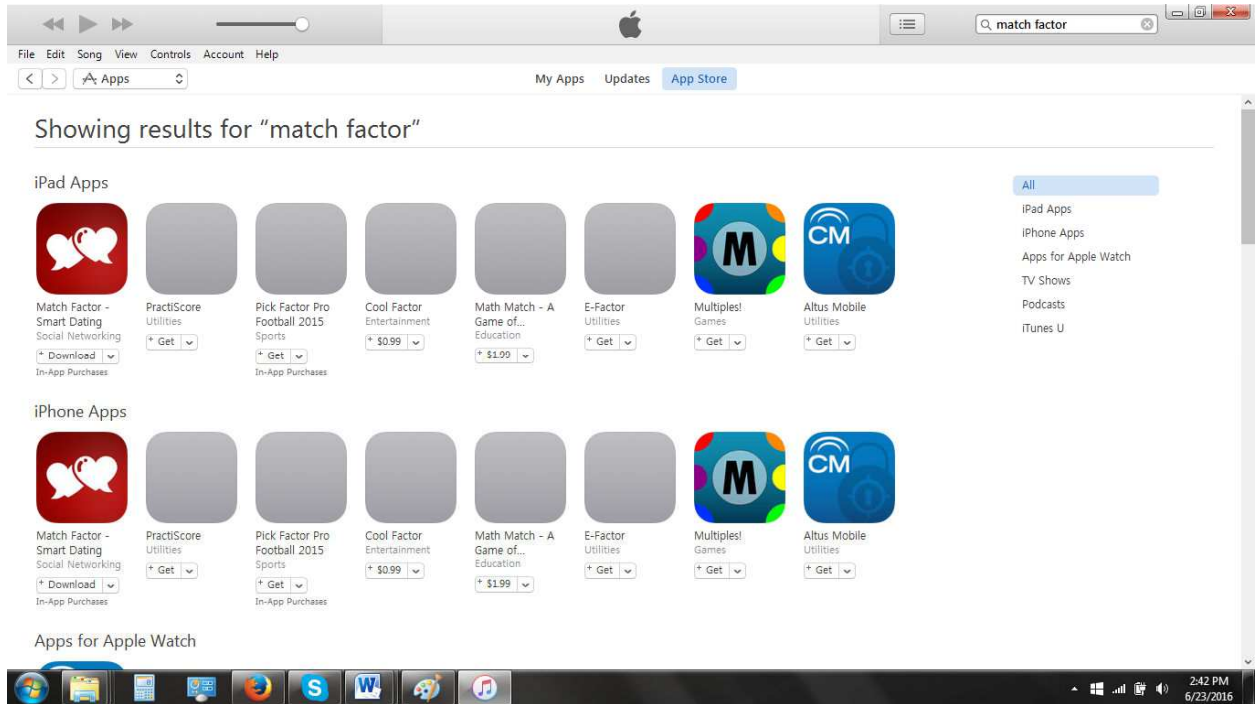 match factor
File Edit Song View Controls Account Help
Apps
My Apps Updates App Store
Showing results for “match factor”
iPad Apps
All
iPad Apps
iPhone Apps
Apps for Apple Watch
TV Shows
Podcasts
iTunes U
M
CM
Match Factor - Smart Dating
Social Networking
+ Download
In-App Purchases
PractiScore
Utilities
+ Get
Pick Factor Pro Football 2015
Sports
+ Get
In-App Purchases
Cool Factor
Entertainment
+ $0.99
Math Match - A Game of...
Education
+ $1.99
E-Factor
Utilities
+ Get
Multiples!
Games
+ Get
Altus Mobile
Utilities
+ Get
iPhone Apps
M
CM
Match Factor - Smart Dating
Social Networking
+ Download
In-App Purchases
PractiScore
Utilities
+ Get
Pick Factor Pro Football 2015
Sports
+ Get
In-App Purchases
Cool Factor
Entertainment
+ $0.99
Math Match - A Game of...
Education
+ $1.99
E-Factor
Utilities
+ Get
Multiples!
Games
+ Get
Altus Mobile
Utilities
+ Get
Apps for Apple Watch
S
W
2:42 PM
6/23/2016